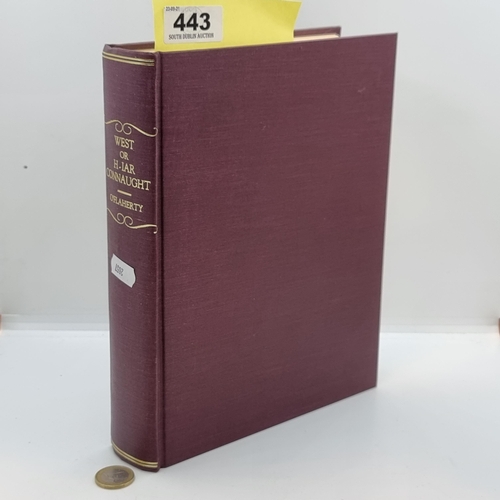 443
SOUTH DUBLIN AUCTION
WEST
OR
H-IAR
CONNAUGHT
O'FLAHERTY